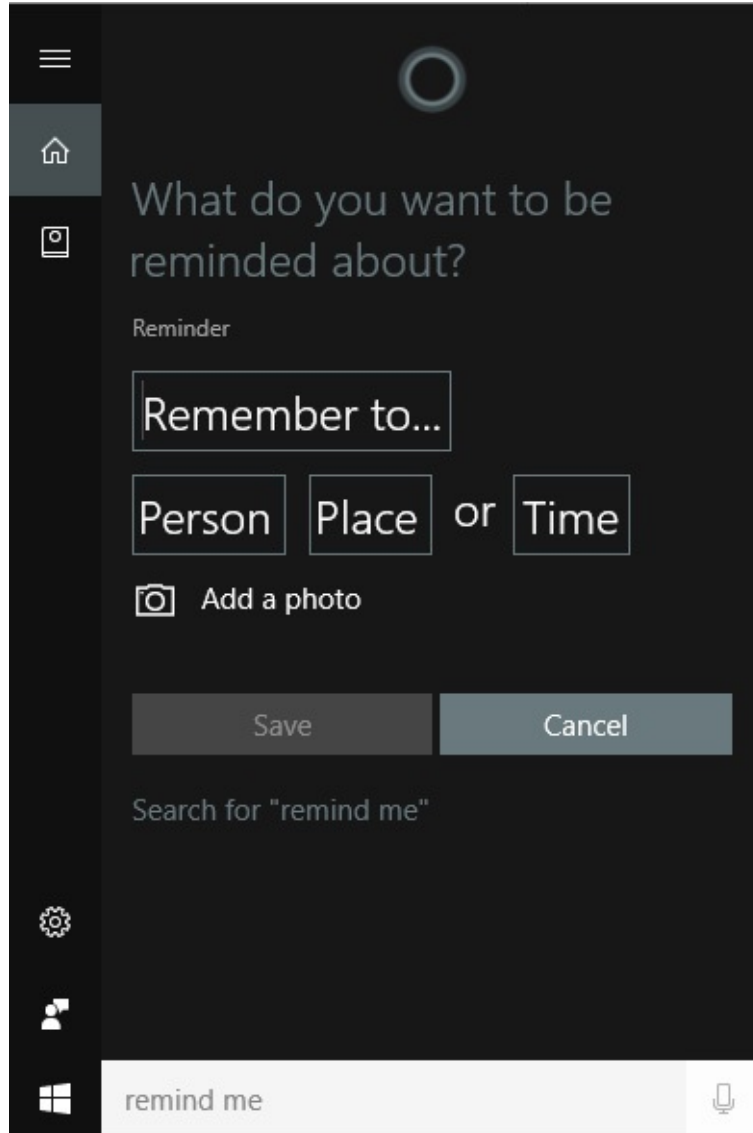 What do you want to be
reminded about?
Reminder
Remember to...
Person Place or Time
Add a photo
Save Cancel
Search for "remind me"
remind me